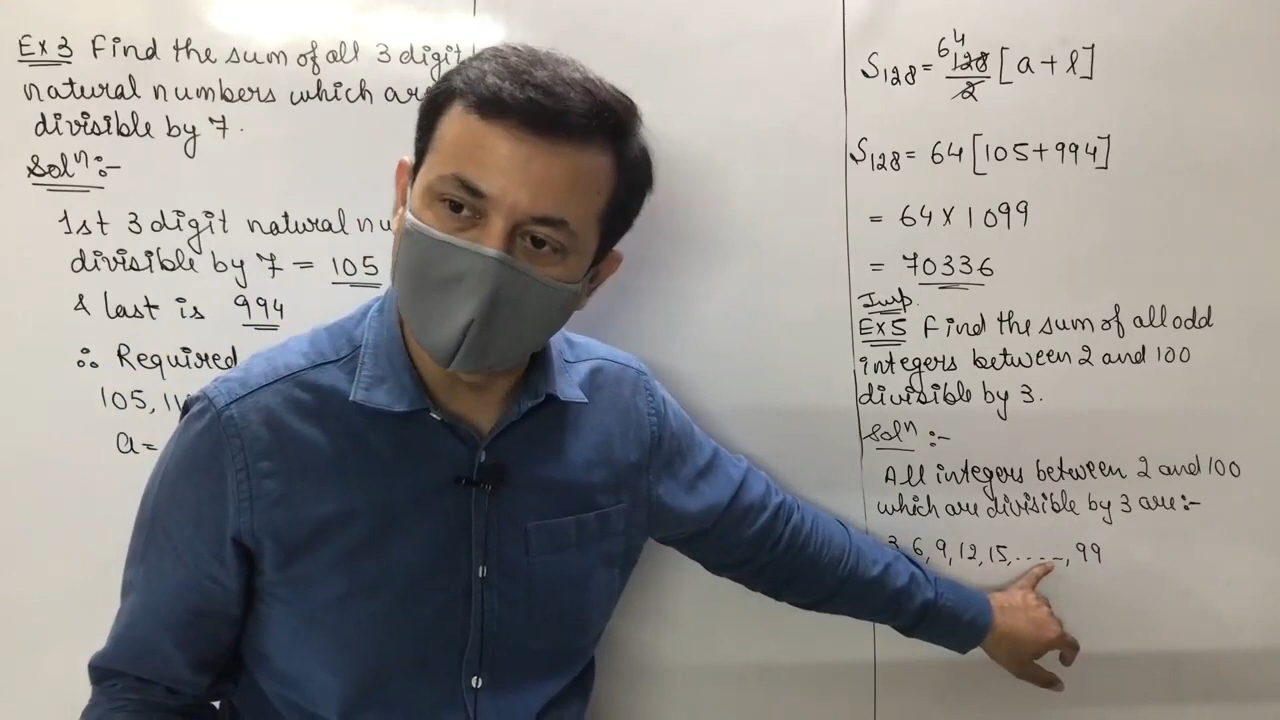 Ex 3 Find the sum of all 3 digit
natural numbers which are
divisible by 7.
Solⁿ:-
1st 3 digit natural
divisible by 7 = 105
& last is 994
∴ Required
105,
a=
S₁₂₈ = 64 128/2 [a+l]
S₁₂₈ = 64[105+994]
= 64×1099
= 70336
Imp.
Ex 5 Find the sum of all odd
integers between 2 and 100
divisible by 3.
Solⁿ:-
All integers between 2 and 100
which are divisible by 3 are:-
3, 6, 9, 12, 15, ....., 99